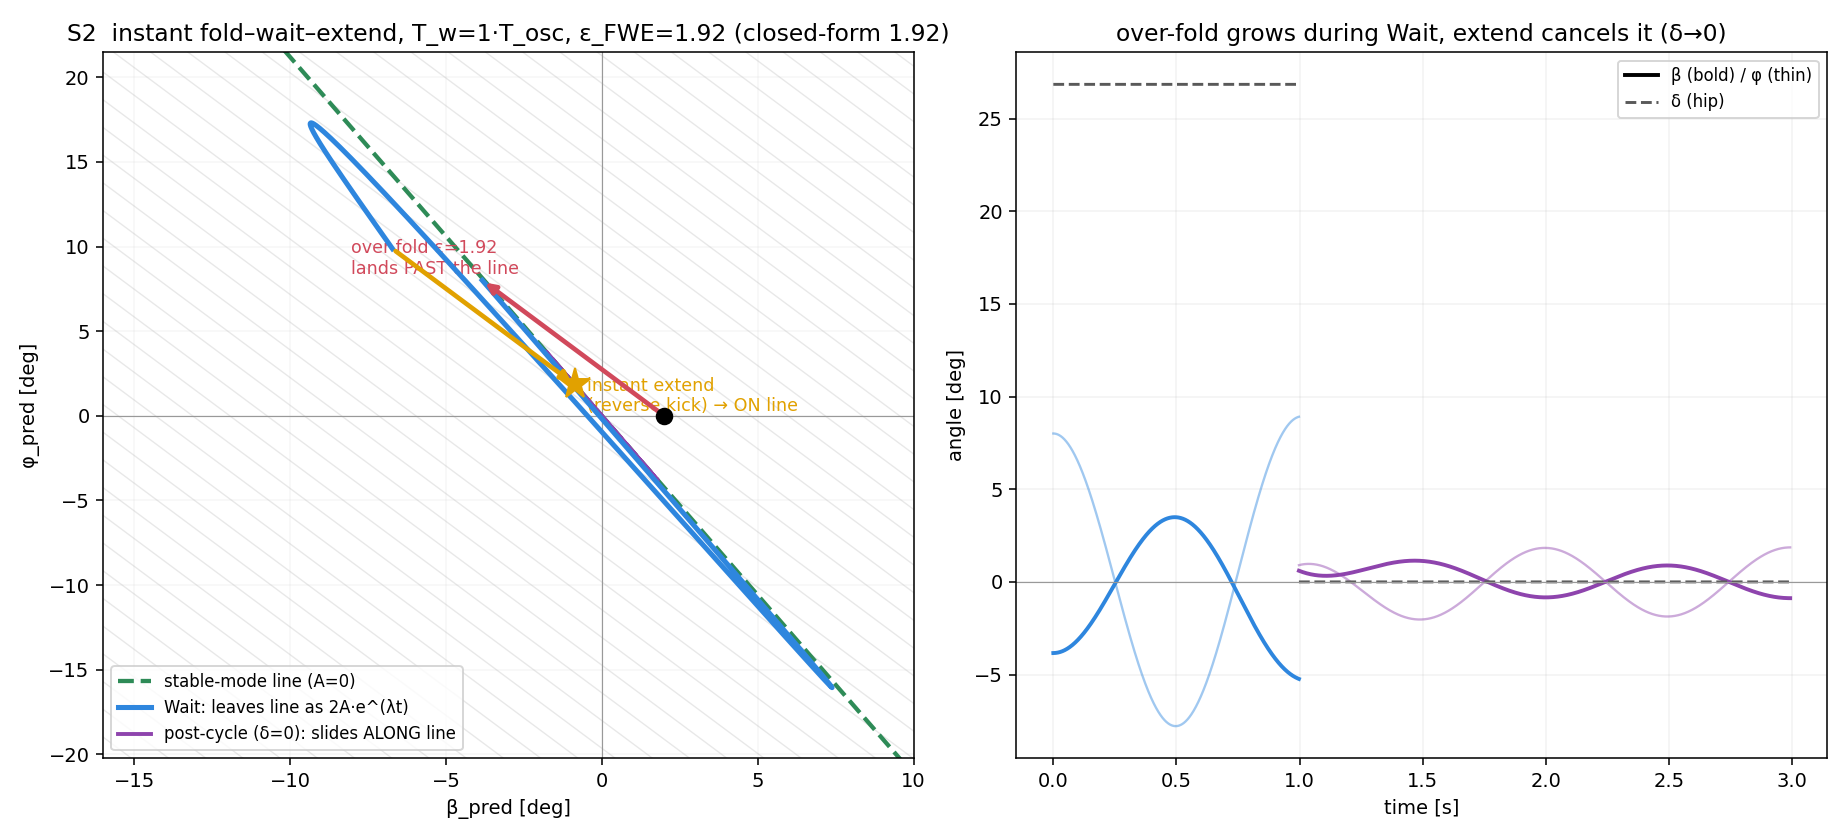 S2  instant fold–wait–extend, T_w=1·T_osc, ε_FWE=1.92 (closed-form 1.92)
20
15
10
5
0
−5
−10
−15
−20
φ_pred [deg]
over-fold ε=1.92
lands PAST the line
Instant extend
(reverse kick) → ON line
stable-mode line (A=0)
Wait: leaves line as 2A·e^(λt)
post-cycle (δ=0): slides ALONG line
−15
−10
−5
0
5
10
β_pred [deg]
over-fold grows during Wait, extend cancels it (δ→0)
β (bold) / φ (thin)
δ (hip)
25
20
15
10
5
0
−5
angle [deg]
0.0
0.5
1.0
1.5
2.0
2.5
3.0
time [s]